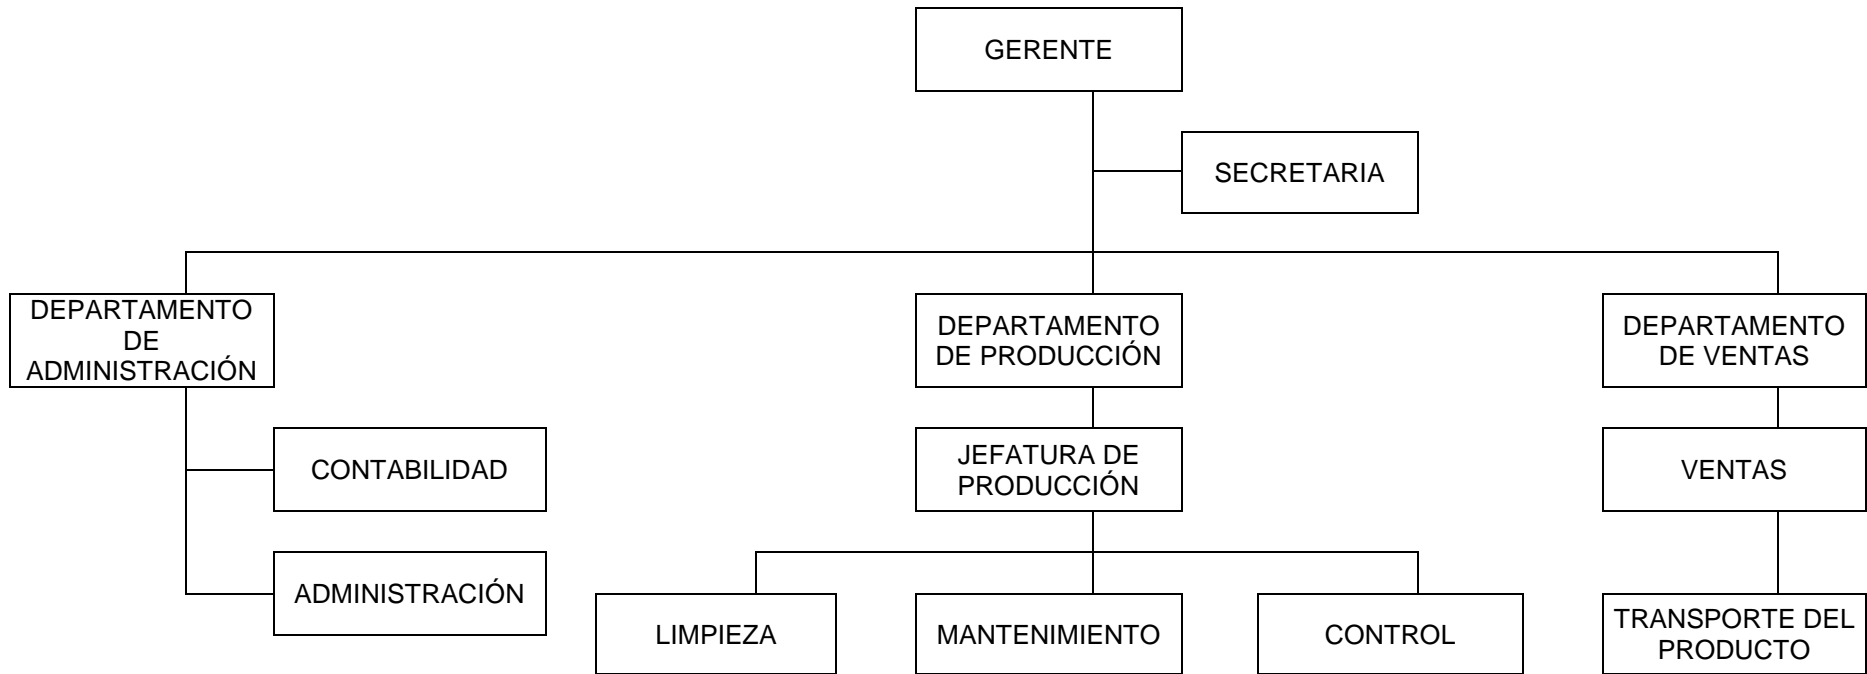 GERENTE
SECRETARIA
DEPARTAMENTO
DE
ADMINISTRACIÓN
DEPARTAMENTO
DE PRODUCCIÓN
DEPARTAMENTO
DE VENTAS
CONTABILIDAD
JEFATURA DE
PRODUCCIÓN
VENTAS
ADMINISTRACIÓN
LIMPIEZA
MANTENIMIENTO
CONTROL
TRANSPORTE DEL
PRODUCTO